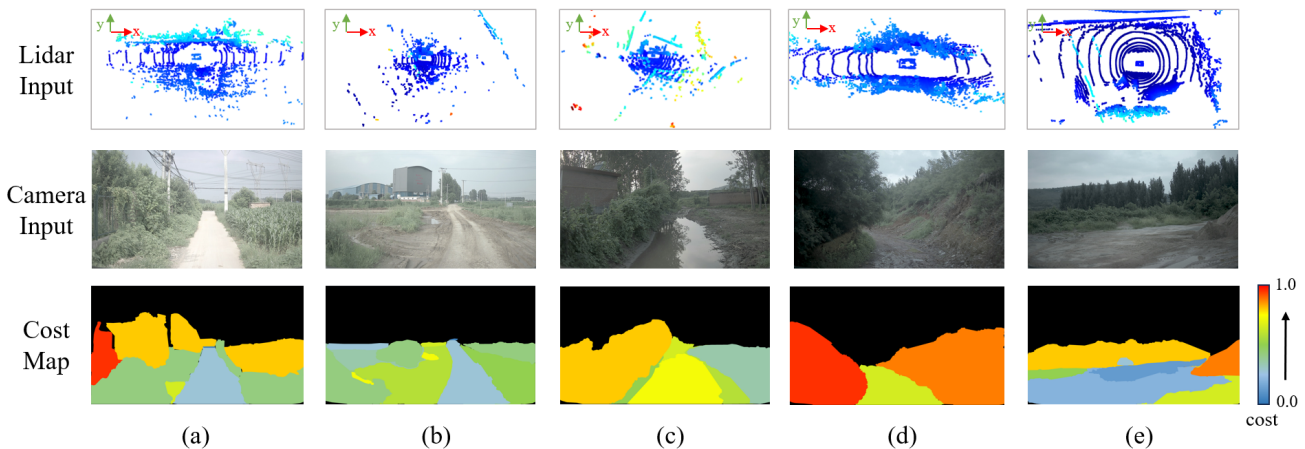 Lidar
Input
y x
y x
y x
y x
y x
Camera
Input
Cost
Map
1.0
0.0
cost
(a) (b) (c) (d) (e)